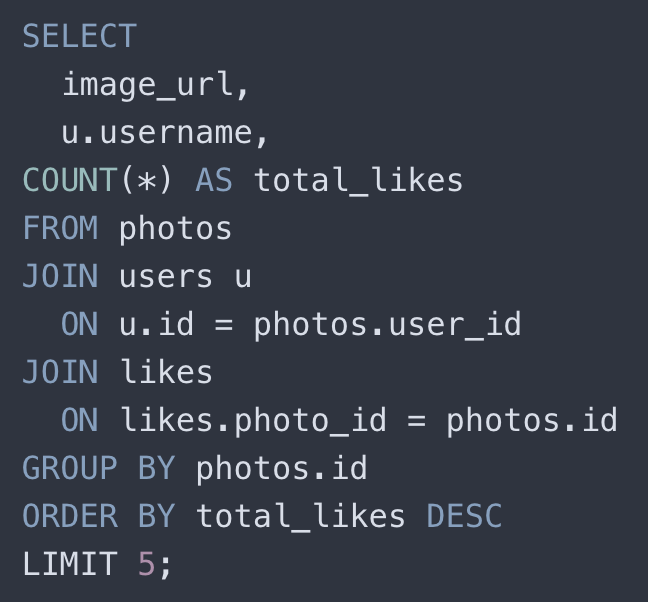 SELECT
  image_url,
  u.username,
COUNT(*) AS total_likes
FROM photos
JOIN users u
  ON u.id = photos.user_id
JOIN likes
  ON likes.photo_id = photos.id
GROUP BY photos.id
ORDER BY total_likes DESC
LIMIT 5;